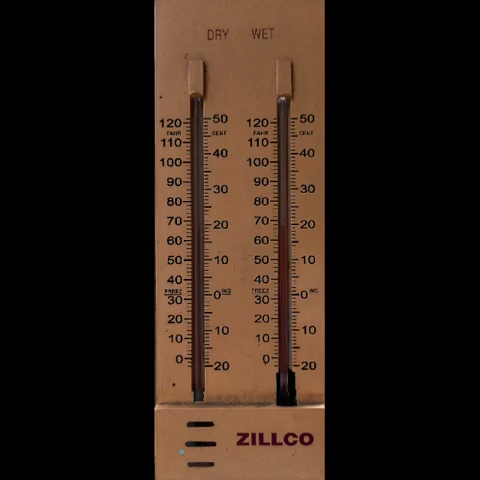 DRY WET
120 50 120 50
FAHR CENT FAHR CENT
110 110
40 40
100 100
90 30 90 30
80 80
70 20 70 20
60 60
50 10 50 10
40 40
FREEZ 0 ING FREEZ 0 ING
30 30
20 10 20 10
10 10
0 20 0 20
ZILLCO